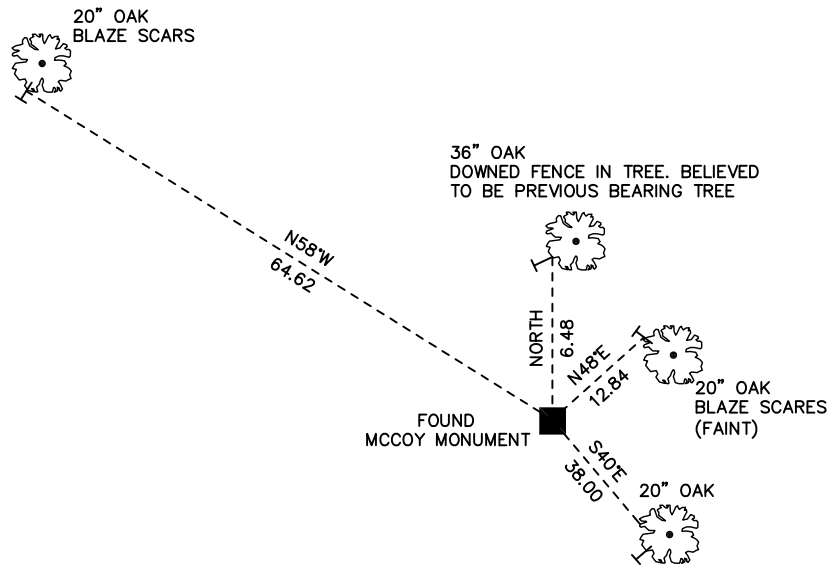 20” OAK
BLAZE SCARS
36” OAK
DOWNED FENCE IN TREE. BELIEVED
TO BE PREVIOUS BEARING TREE
N58°W
64.62
NORTH
6.48
N48°E
12.84
20” OAK
BLAZE SCARES
(FAINT)
FOUND
MCCOY MONUMENT
S40°E
38.00
20” OAK